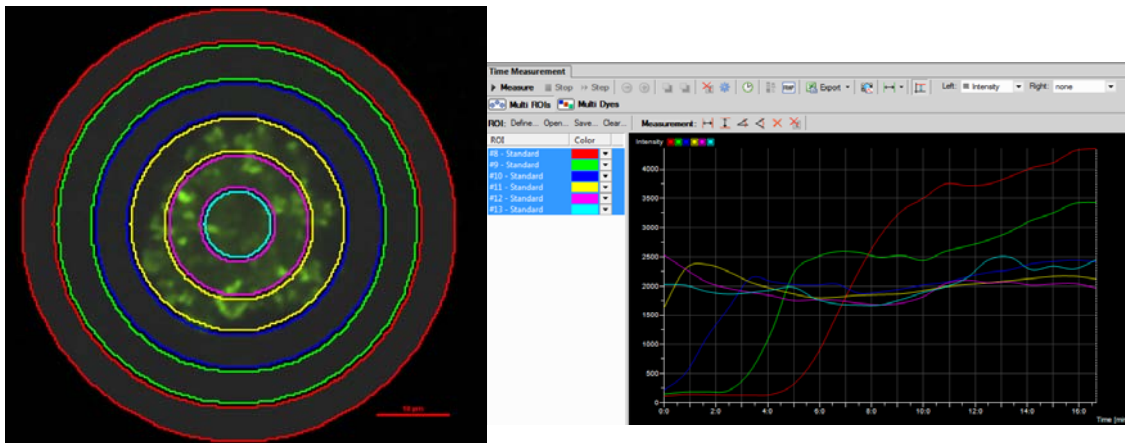 10 µm
Time Measurement
Measure Stop Step Export Left: Intensity Right: none
Multi ROIs Multi Dyes
ROI: Define... Open... Save... Clear... Measurement:
ROI Color
#8 - Standard
#9 - Standard
#10 - Standard
#11 - Standard
#12 - Standard
#13 - Standard
Intensity
4000
3500
3000
2500
2000
1500
1000
500
0
0:0 2:0 4:0 6:0 8:0 10:0 12:0 14:0 16:0
Time [min